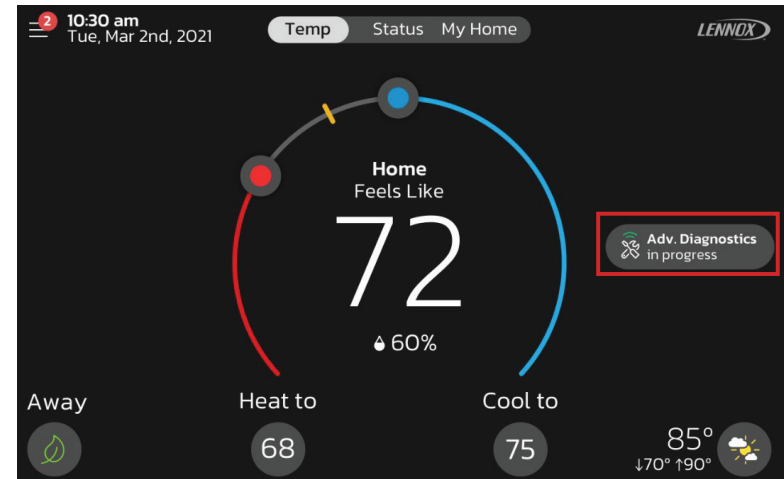 2
10:30 am
Tue, Mar 2nd, 2021
Temp Status My Home
LENNOX
Home
Feels Like
72
60%
Adv. Diagnostics
in progress
Away
Heat to
68
Cool to
75
85°
↓70° ↑90°